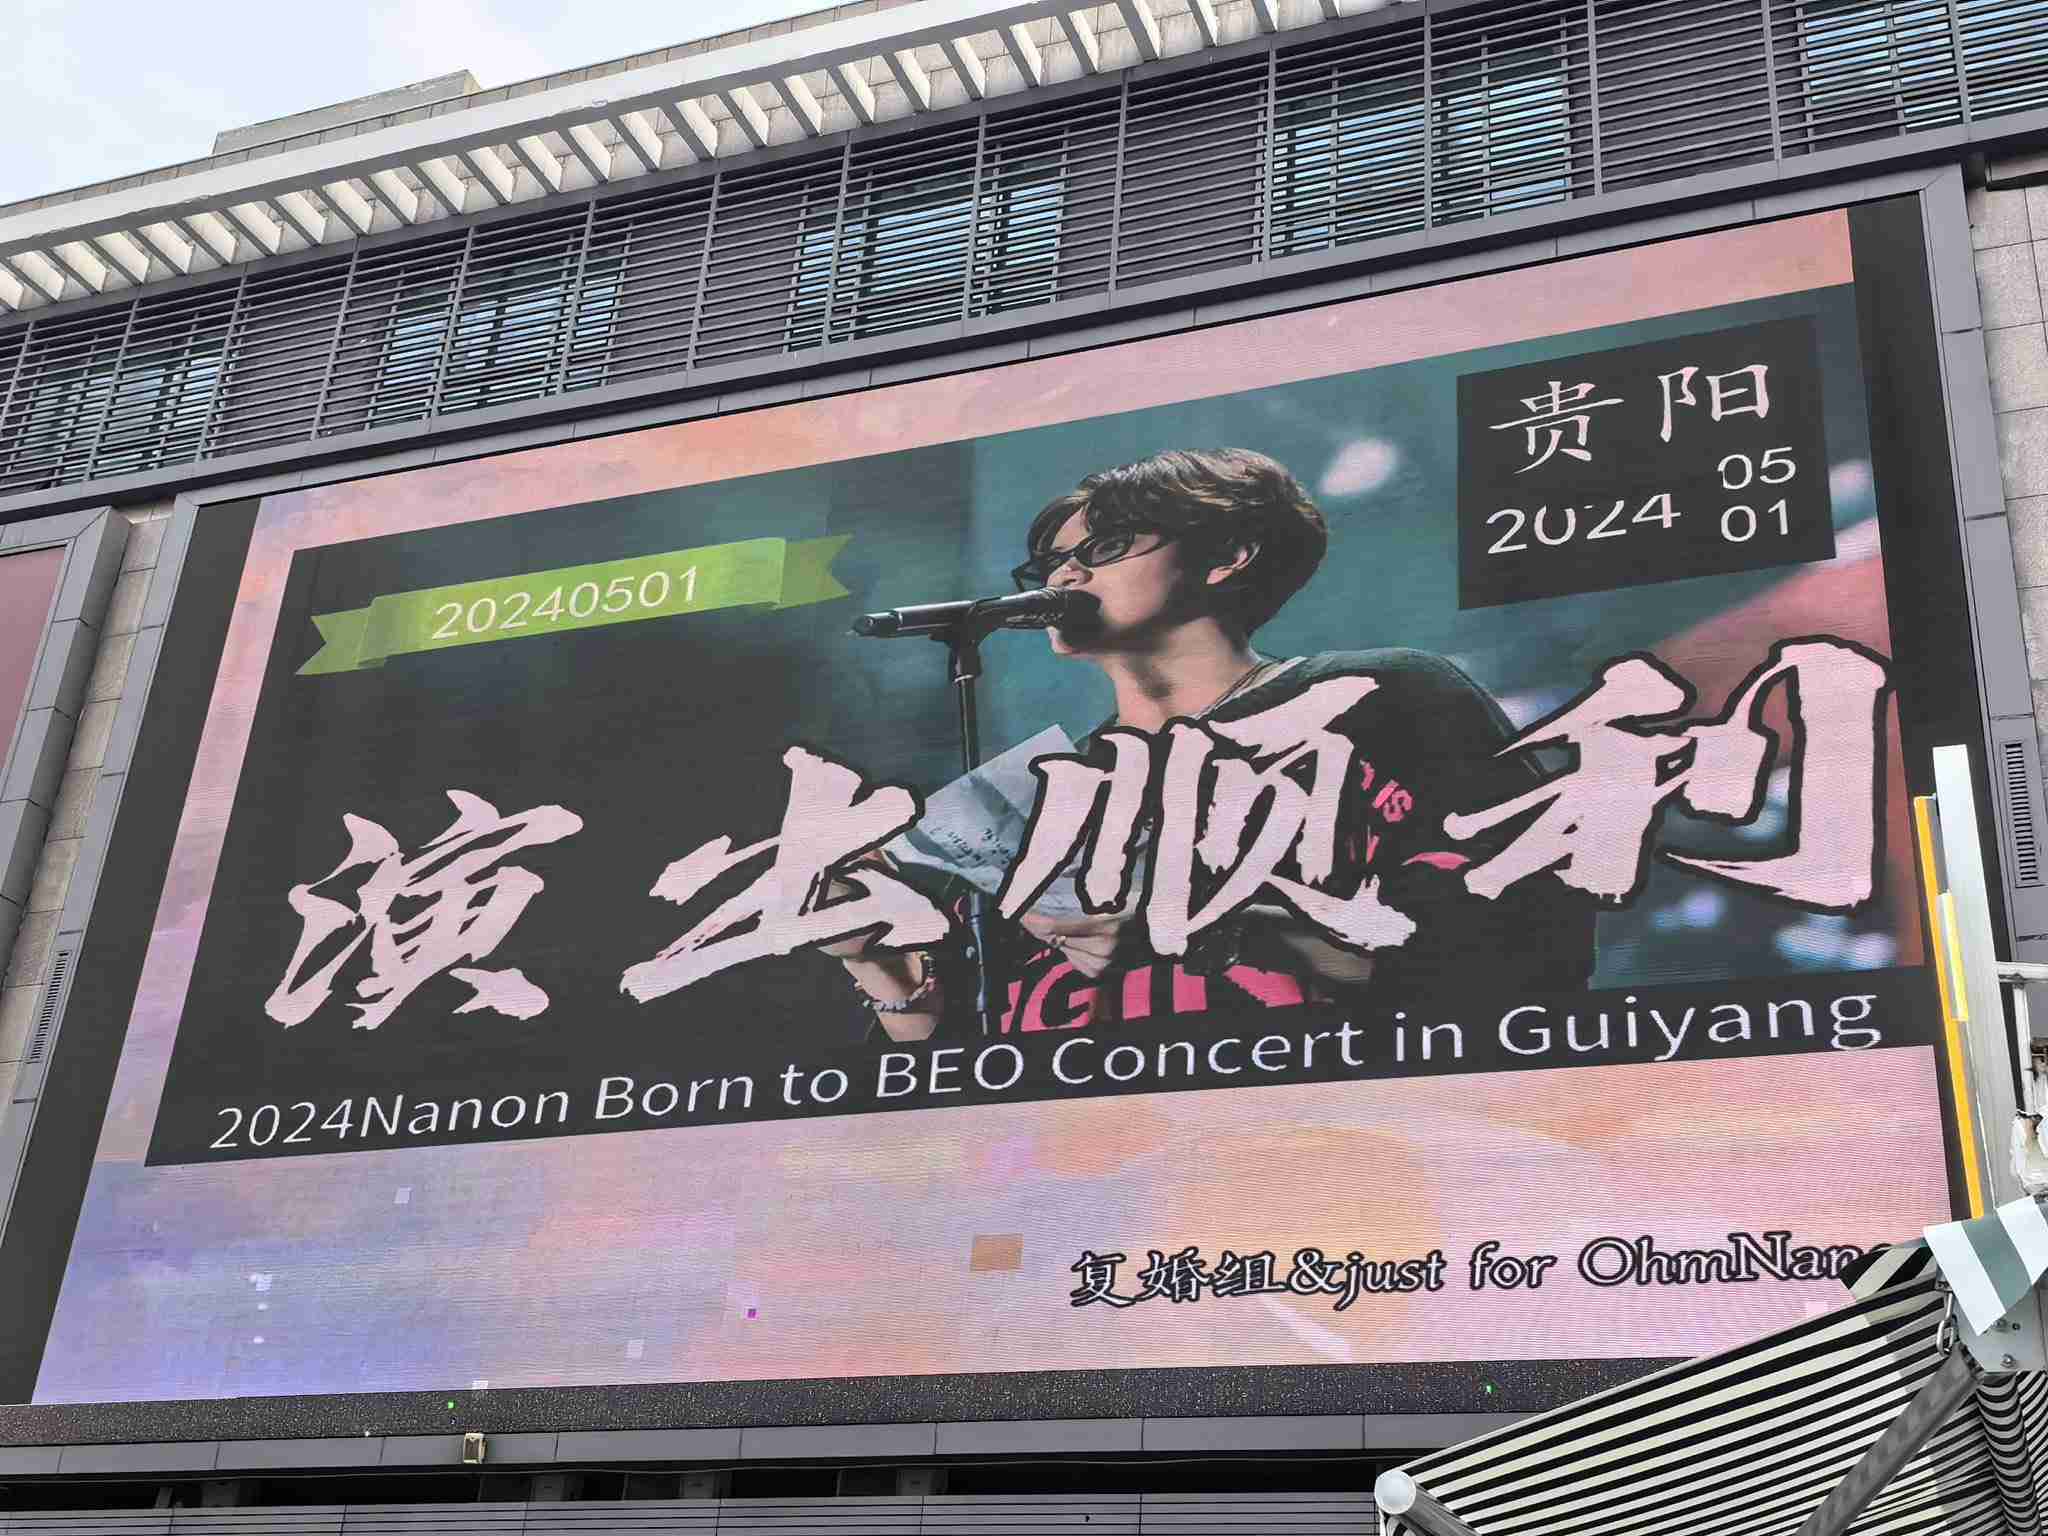 贵阳
2024 05 01
20240501
演出顺利
2024Nanon Born to BEO Concert in Guiyang
复婚组&just for